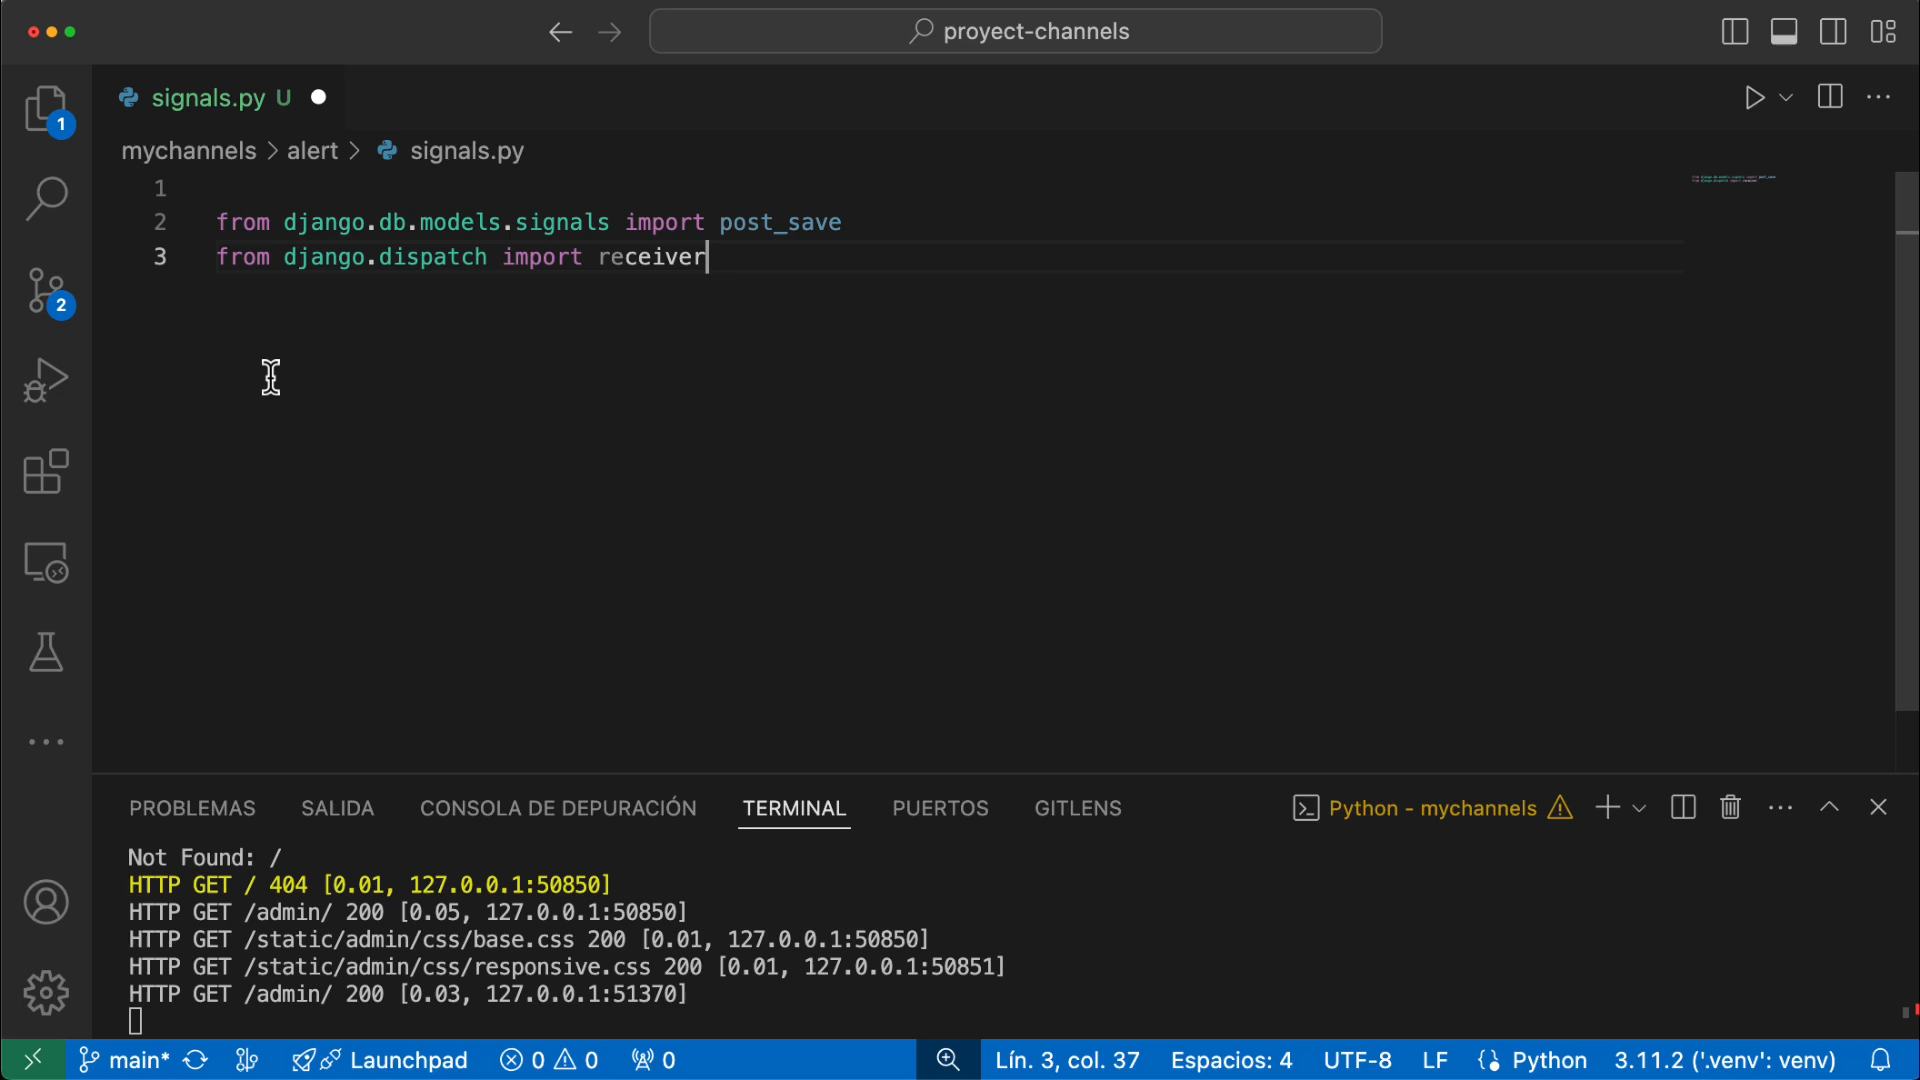 proyect-channels
signals.py U
mychannels > alert > signals.py
1
2 from django.db.models.signals import post_save
3 from django.dispatch import receiver
1
2
PROBLEMAS SALIDA CONSOLA DE DEPURACIÓN TERMINAL PUERTOS GITLENS Python - mychannels
Not Found: /
HTTP GET / 404 [0.01, 127.0.0.1:50850]
HTTP GET /admin/ 200 [0.05, 127.0.0.1:50850]
HTTP GET /static/admin/css/base.css 200 [0.01, 127.0.0.1:50850]
HTTP GET /static/admin/css/responsive.css 200 [0.01, 127.0.0.1:50851]
HTTP GET /admin/ 200 [0.03, 127.0.0.1:51370]
main* Launchpad 0 0 0 Lín. 3, col. 37 Espacios: 4 UTF-8 LF Python 3.11.2 ('.venv': venv)